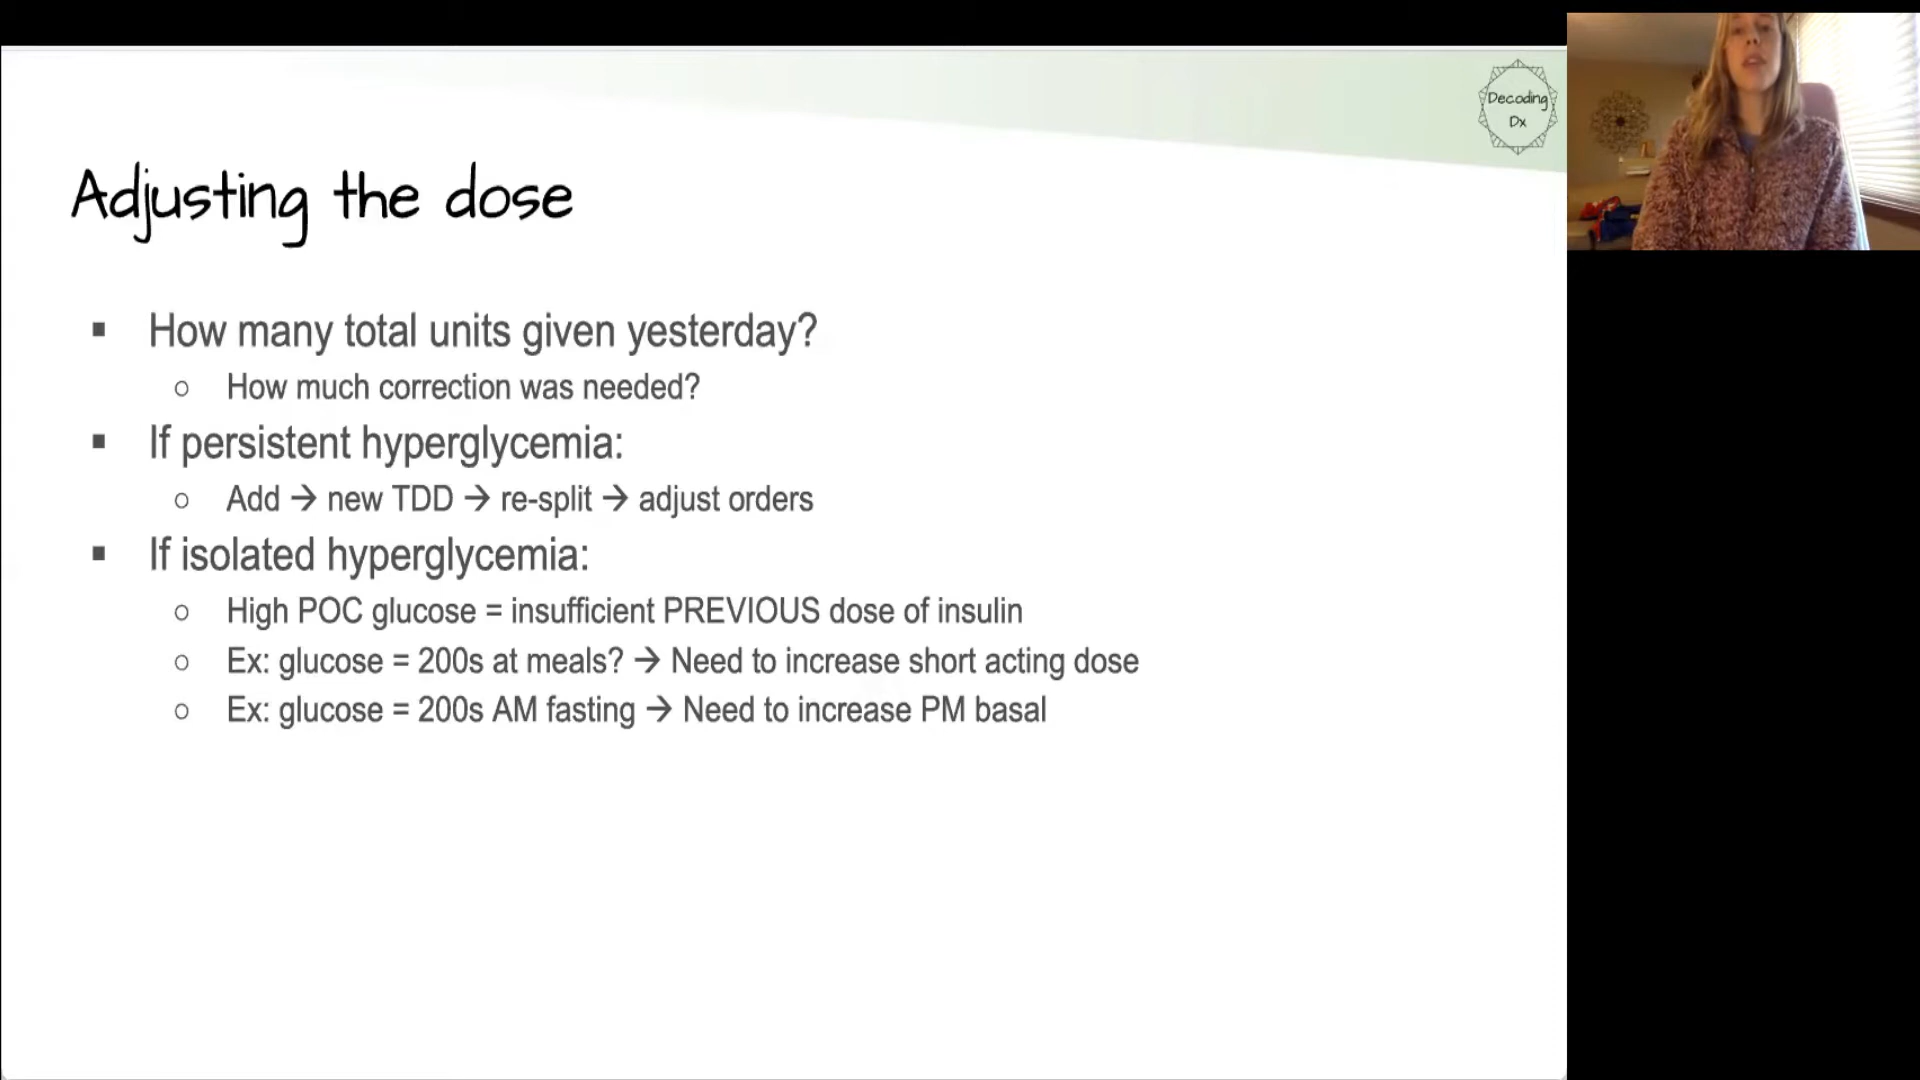 Decoding
Dx
Adjusting the dose
▪ How many total units given yesterday?
o How much correction was needed?
▪ If persistent hyperglycemia:
o Add → new TDD → re-split → adjust orders
▪ If isolated hyperglycemia:
o High POC glucose = insufficient PREVIOUS dose of insulin
o Ex: glucose = 200s at meals? → Need to increase short acting dose
o Ex: glucose = 200s AM fasting → Need to increase PM basal